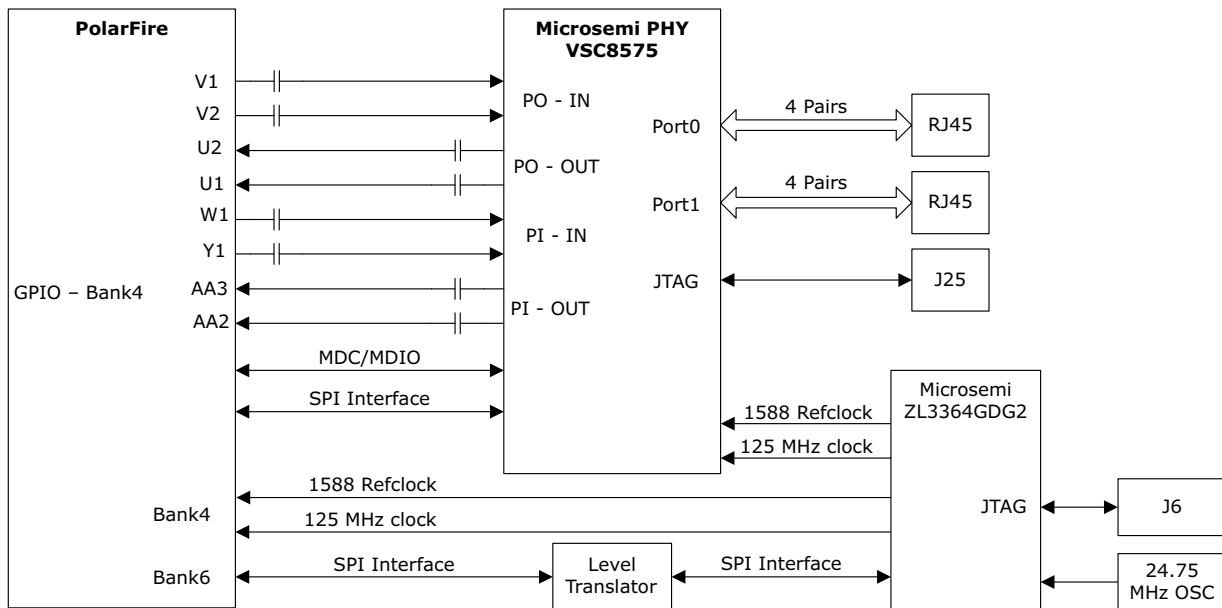 PolarFire
Microsemi PHY
VSC8575
V1
V2
U2
U1
W1
Y1
AA3
AA2
GPIO – Bank4
PO - IN
PO - OUT
PI - IN
PI - OUT
Port0
4 Pairs
RJ45
Port1
4 Pairs
RJ45
JTAG
J25
MDC/MDIO
SPI Interface
Microsemi
ZL3364GDG2
1588 Refclock
125 MHz clock
1588 Refclock
Bank4
125 MHz clock
JTAG
J6
Bank6
SPI Interface
Level
Translator
SPI Interface
24.75
MHz OSC